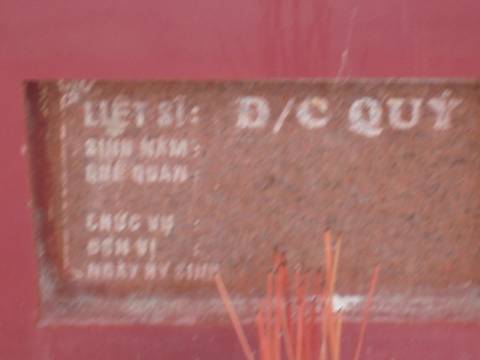 LIỆT SĨ: Đ/C QUÝ
SINH NĂM:
QUÊ QUÁN:
CHỨC VỤ :
ĐƠN VỊ :
NGÀY HY SINH